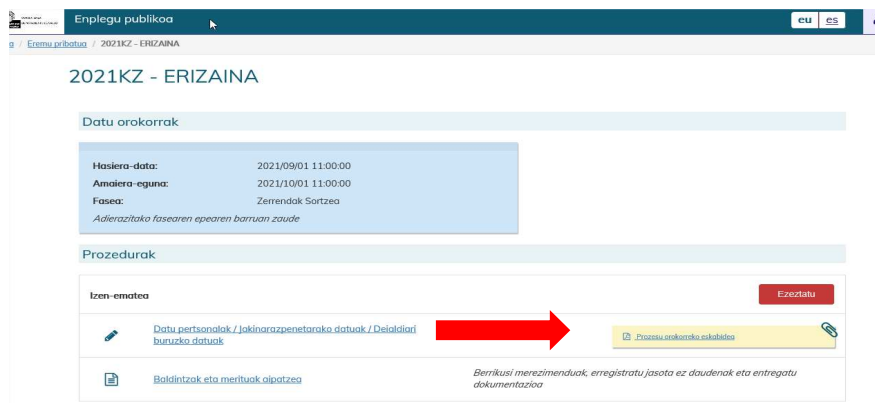 Enplegu publikoa
eu es
a / Eremu pribatua / 2021KZ - ERIZAINA
2021KZ - ERIZAINA
Datu orokorrak
Hasiera-data: 2021/09/01 11:00:00
Amaiera-eguna: 2021/10/01 11:00:00
Fasea: Zerrendak Sortzea
Adierazitako fasearen epearen barruan zaude
Prozedurak
Izen-ematea Ezeztatu
Datu pertsonalak / Jakinarazpenetarako datuak / Deialdiari
buruzko datuak
Prozesu orokorreko eskabidea
Baldintzak eta merituak aipatzea
Berrikusi merezimenduak, erregistratu jasota ez daudenak eta entregatu
dokumentazioa